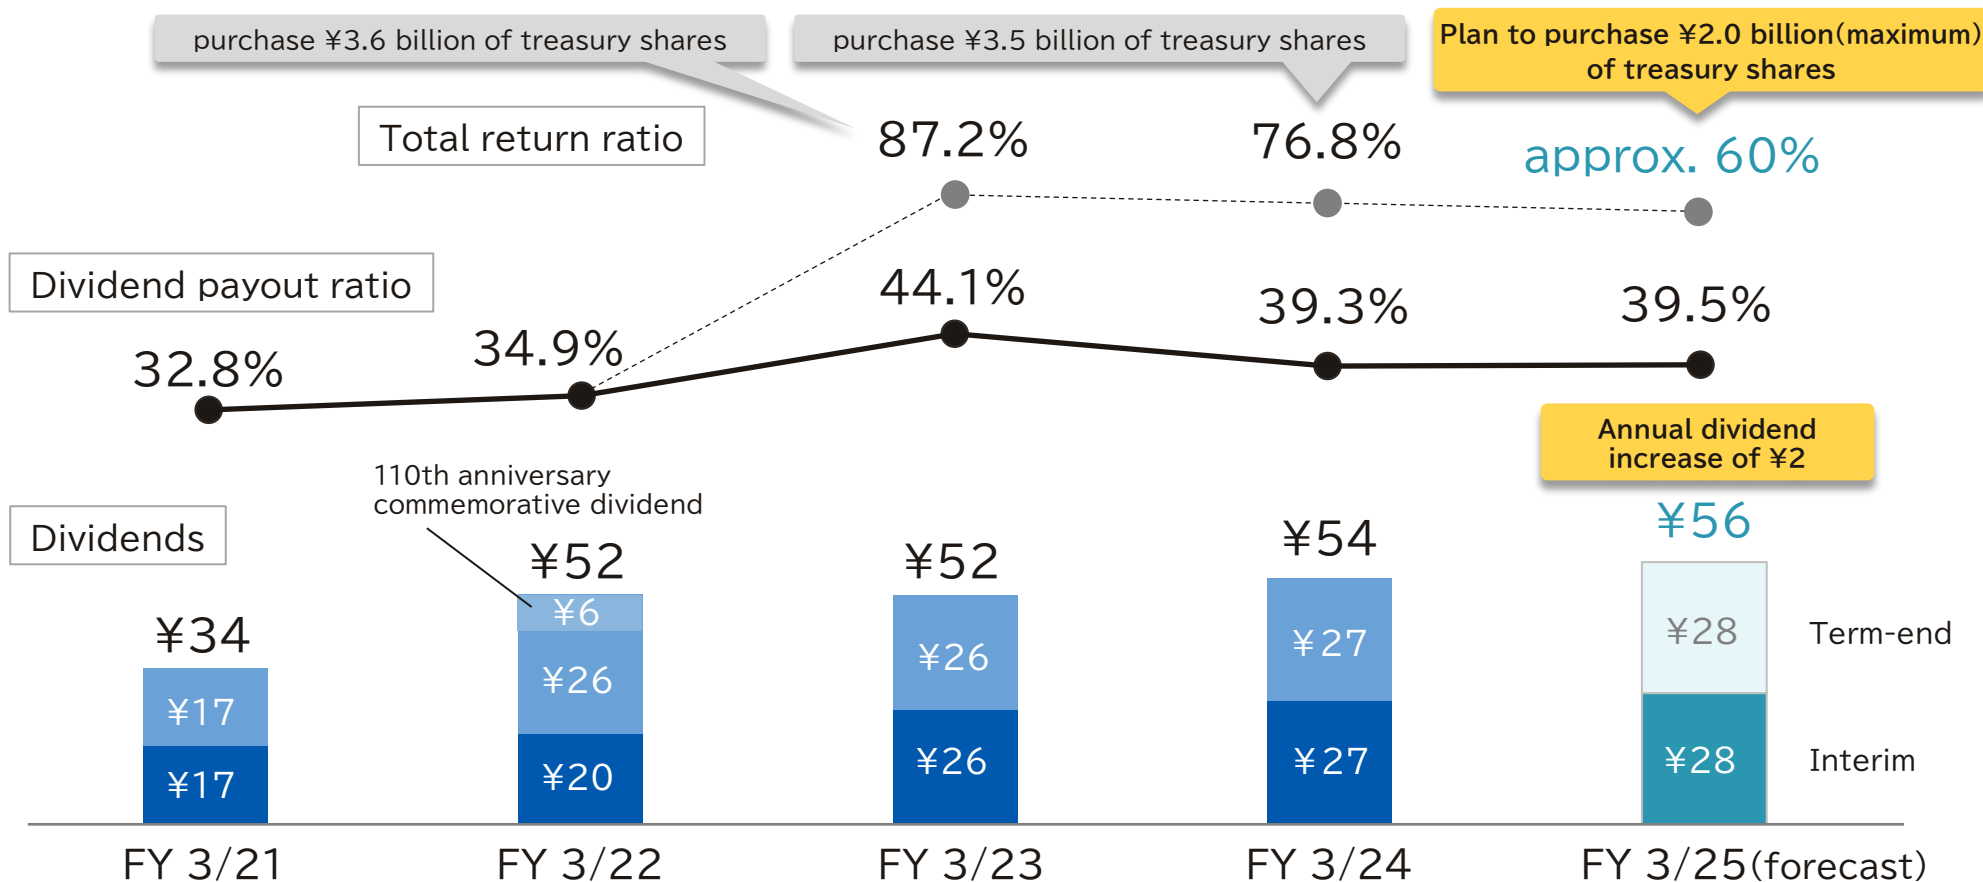 purchase ¥3.6 billion of treasury shares
purchase ¥3.5 billion of treasury shares
Plan to purchase ¥2.0 billion(maximum)
of treasury shares
Total return ratio
87.2%
76.8%
approx. 60%
Dividend payout ratio
32.8%
34.9%
44.1%
39.3%
39.5%
Annual dividend
increase of ¥2
110th anniversary
commemorative dividend
Dividends
¥34
¥52
¥52
¥54
¥56
¥17
¥6
¥26
¥26
¥27
¥28
Term-end
¥17
¥20
¥26
¥27
¥28
Interim
FY 3/21
FY 3/22
FY 3/23
FY 3/24
FY 3/25(forecast)